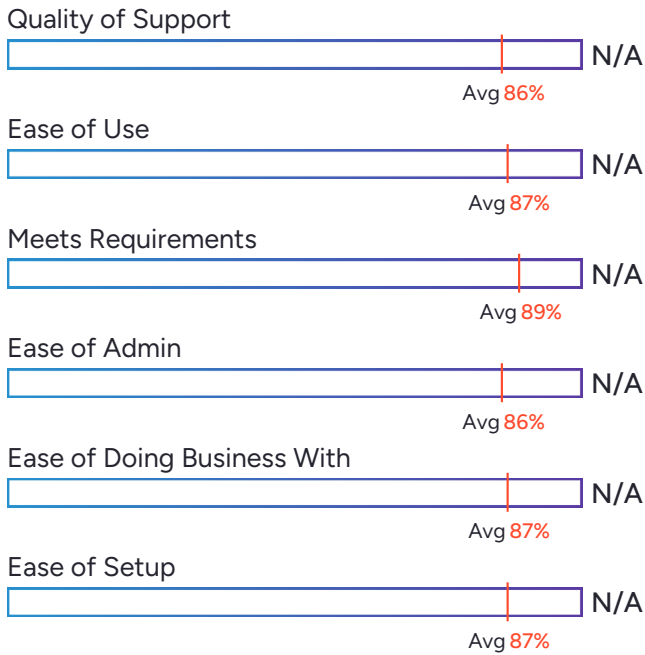 Quality of Support
N/A
Avg 86%
Ease of Use
N/A
Avg 87%
Meets Requirements
N/A
Avg 89%
Ease of Admin
N/A
Avg 86%
Ease of Doing Business With
N/A
Avg 87%
Ease of Setup
N/A
Avg 87%